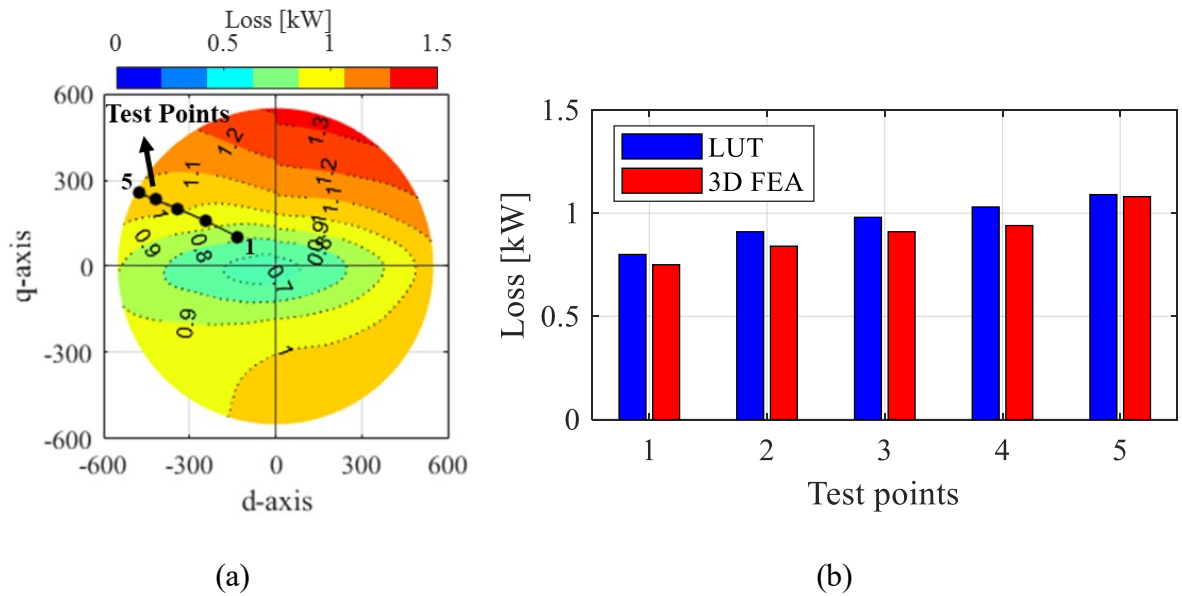 Loss [kW]
0 0.5 1 1.5
600
300
0
-300
-600
q-axis
Test Points
5
1
1.3
1.2
1.2
1.1
1.1
1
0.9
0.9
0.8
0.8
0.7
0.9
1
-600 -300 0 300 600
d-axis
(a)
1.5
1
0.5
0
Loss [kW]
LUT
3D FEA
1 2 3 4 5
Test points
(b)